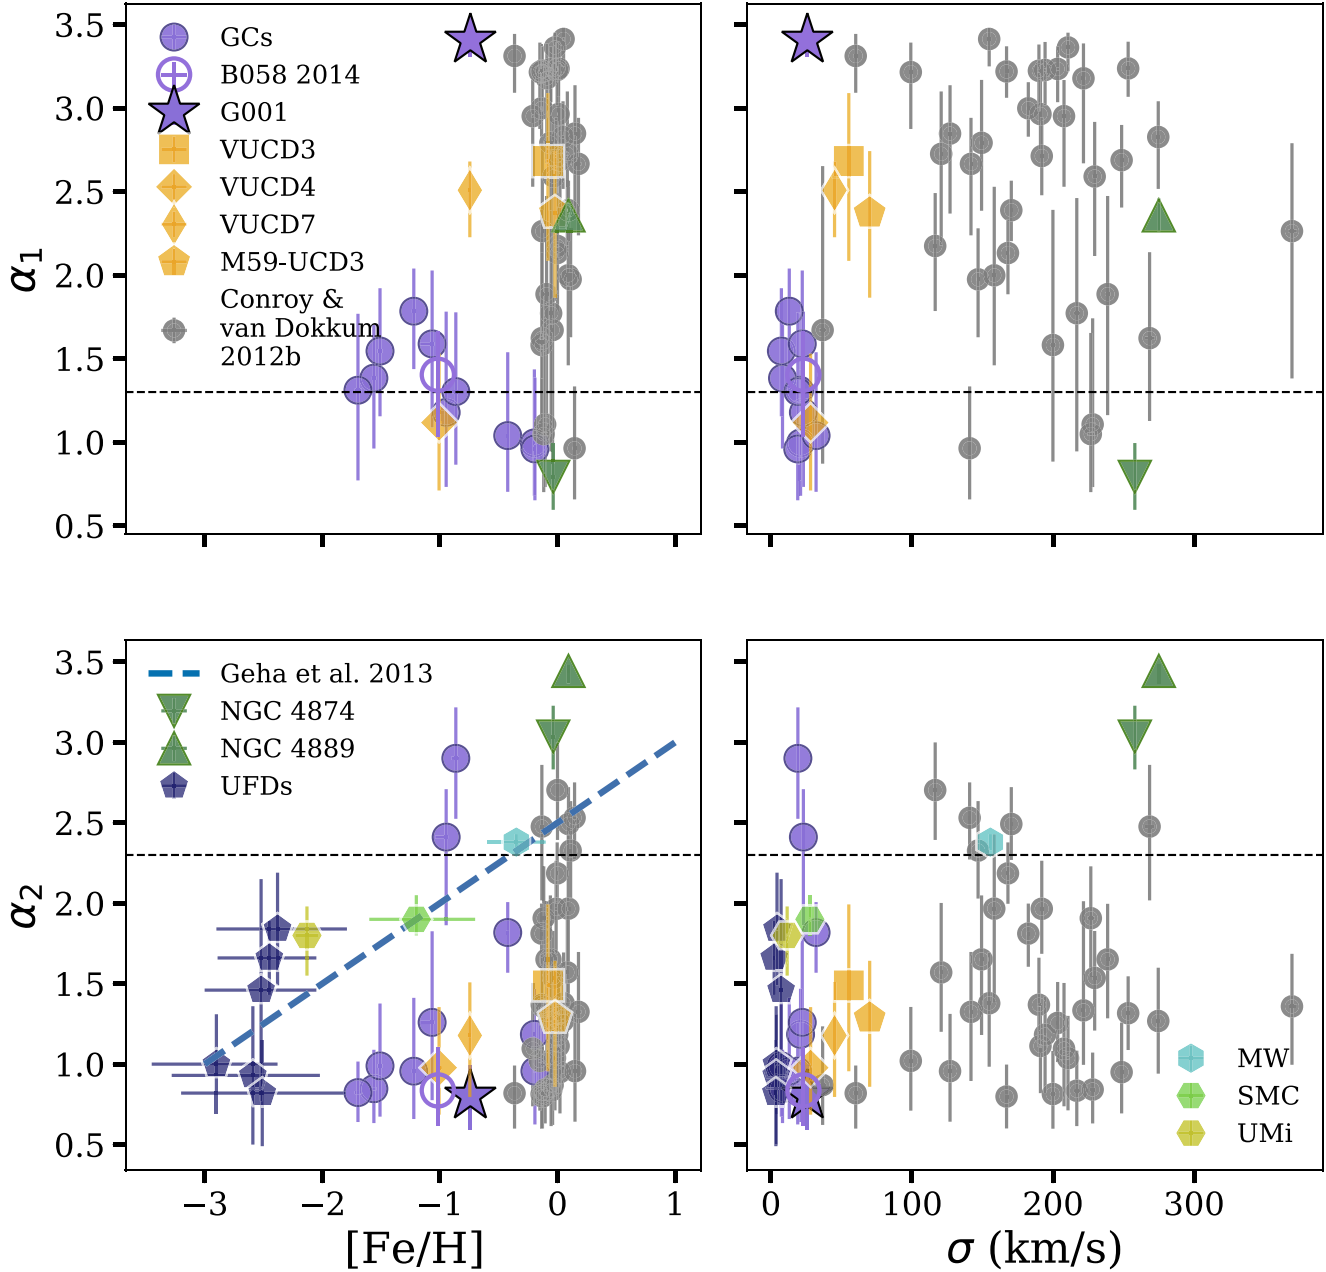 3.5
3.0
2.5
2.0
1.5
1.0
0.5
α1
GCs
B058 2014
G001
VUCD3
VUCD4
VUCD7
M59-UCD3
Conroy &
van Dokkum
2012b
3.5
3.0
2.5
2.0
1.5
1.0
0.5
α2
Geha et al. 2013
NGC 4874
NGC 4889
UFDs
MW
SMC
UMi
−3 −2 −1 0 1
[Fe/H]
0 100 200 300
σ (km/s)